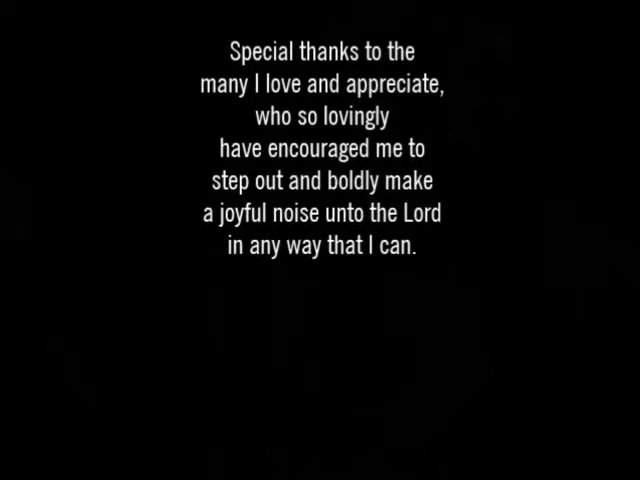 Special thanks to the
many I love and appreciate,
who so lovingly
have encouraged me to
step out and boldly make
a joyful noise unto the Lord
in any way that I can.